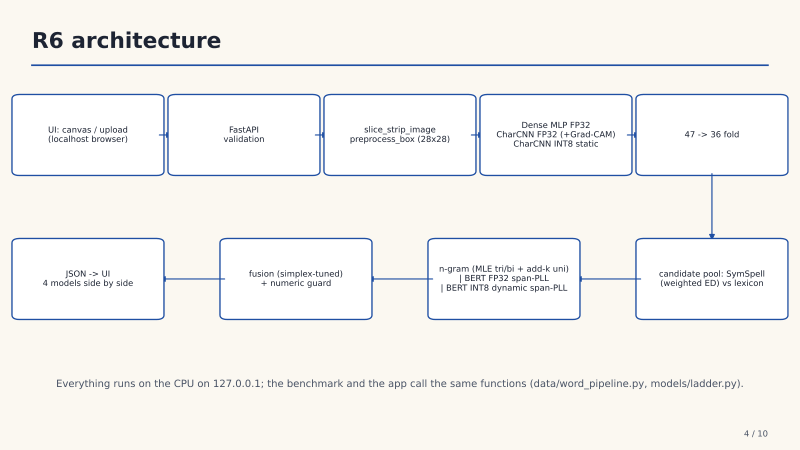 R6 architecture
UI: canvas / upload
(localhost browser)
FastAPI
validation
slice_strip_image
preprocess_box (28x28)
Dense MLP FP32
CharCNN FP32 (+Grad-CAM)
CharCNN INT8 static
47 -> 36 fold
candidate pool: SymSpell
(weighted ED) vs lexicon
n-gram (MLE tri/bi + add-k uni)
| BERT FP32 span-PLL
| BERT INT8 dynamic span-PLL
fusion (simplex-tuned)
+ numeric guard
JSON -> UI
4 models side by side
Everything runs on the CPU on 127.0.0.1; the benchmark and the app call the same functions (data/word_pipeline.py, models/ladder.py).
4 / 10